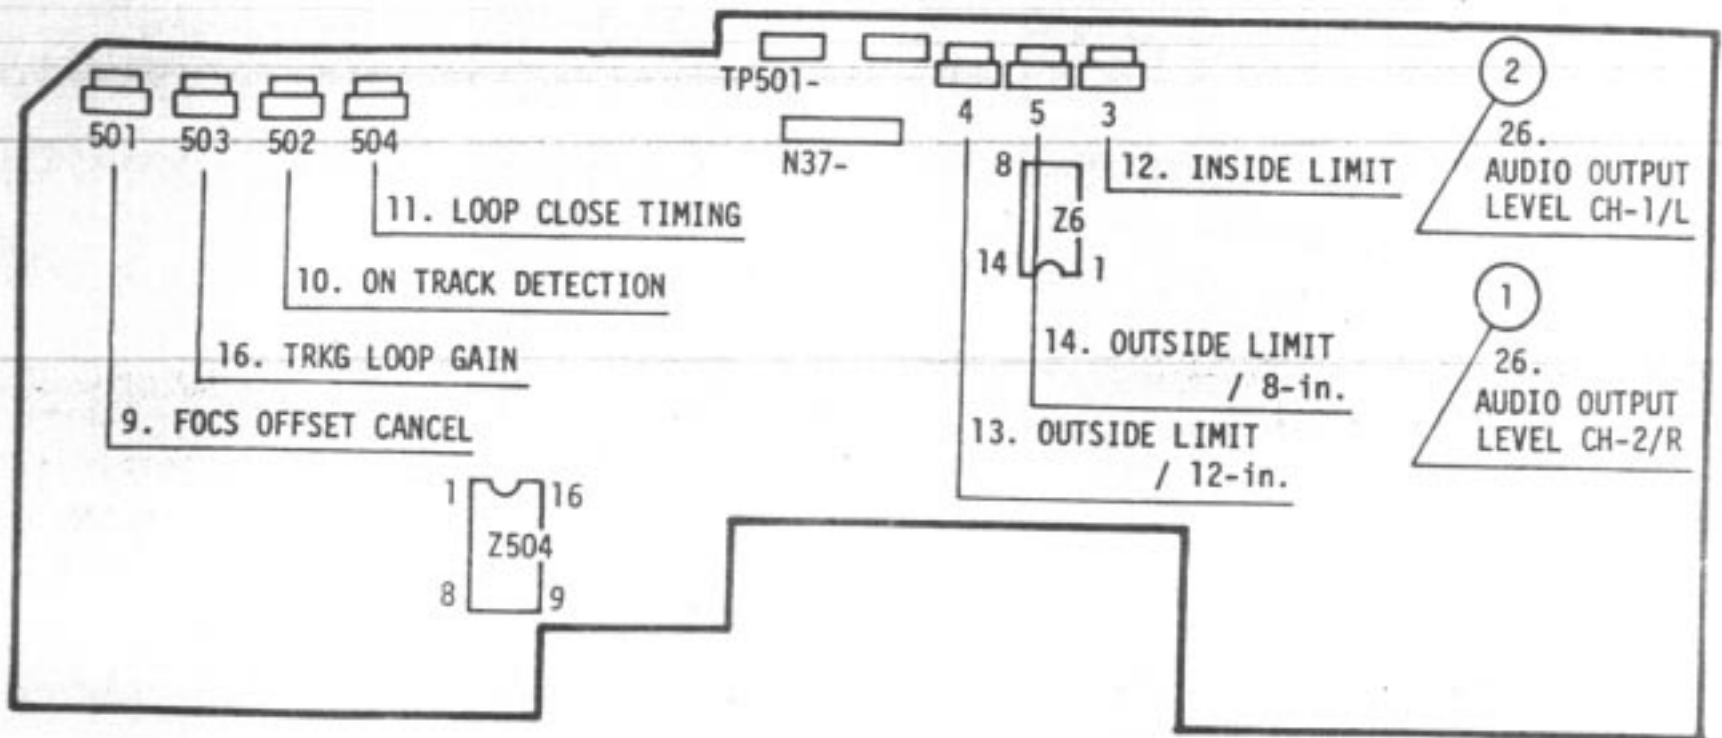 TP501-
2
501
503
502
504
4
5
3
26.
AUDIO OUTPUT
LEVEL CH-1/L
N37-
8
12. INSIDE LIMIT
11. LOOP CLOSE TIMING
Z6
14
1
10. ON TRACK DETECTION
1
16. TRKG LOOP GAIN
14. OUTSIDE LIMIT
/ 8-in.
26.
AUDIO OUTPUT
LEVEL CH-2/R
9. FOCS OFFSET CANCEL
13. OUTSIDE LIMIT
/ 12-in.
1
16
Z504
8
9